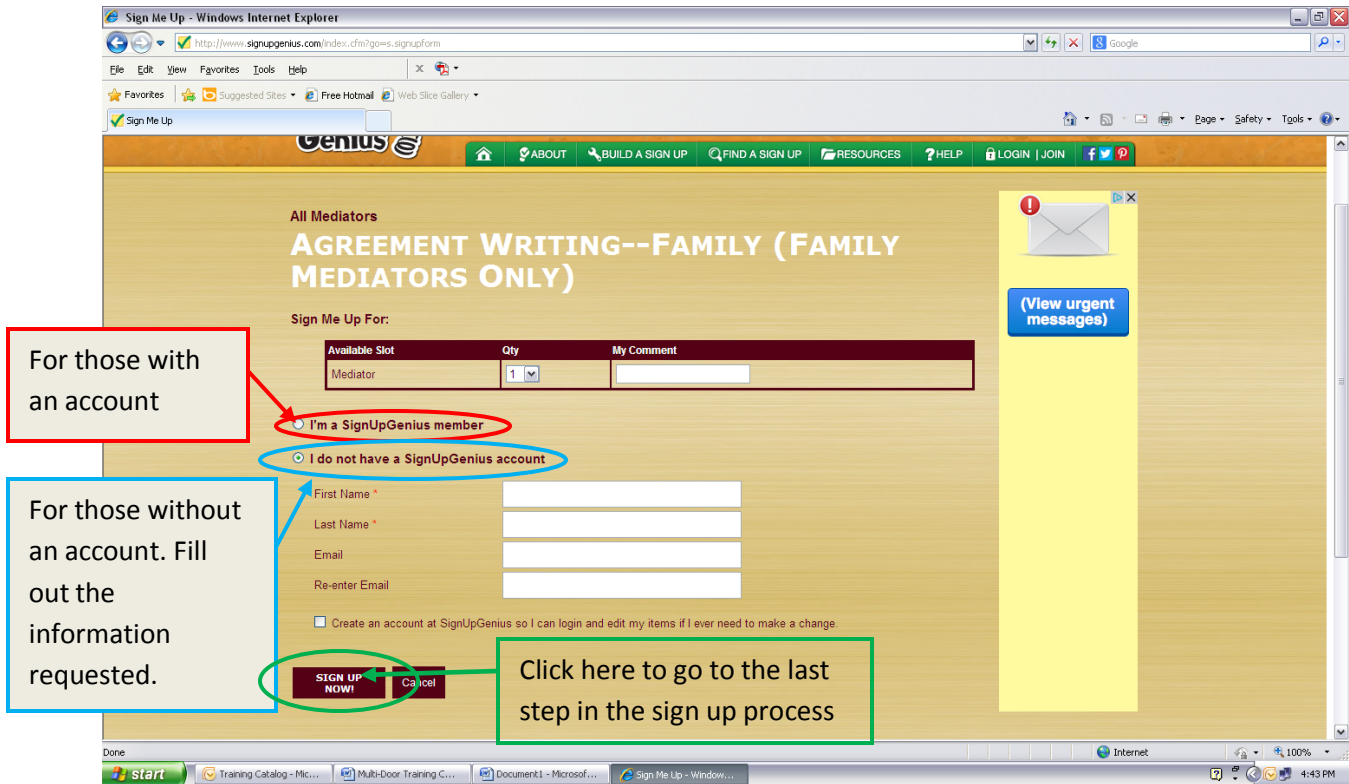 Sign Me Up - Windows Internet Explorer
http://www.signupgenius.com/index.cfm?go=s.signupform
Google
File Edit View Favorites Tools Help
x
Favorites Suggested Sites Free Hotmail Web Slice Gallery
Sign Me Up
Page Safety Tools
Genius
ABOUT BUILD A SIGN UP FIND A SIGN UP RESOURCES ?HELP LOGIN | JOIN
All Mediators
AGREEMENT WRITING--FAMILY (FAMILY
MEDIATORS ONLY)
(View urgent
messages)
Sign Me Up For:
Available Slot Qty My Comment
Mediator 1
For those with
an account
I'm a SignUpGenius member
I do not have a SignUpGenius account
For those without
an account. Fill
out the
information
requested.
First Name *
Last Name *
Email
Re-enter Email
Create an account at SignUpGenius so I can login and edit my items if I ever need to make a change.
SIGN UP
NOW!
Cancel
Click here to go to the last
step in the sign up process
Done Internet 100%
start Training Catalog - Mic... Multi-Door Training C... Document1 - Microsof... Sign Me Up - Window... 4:43 PM